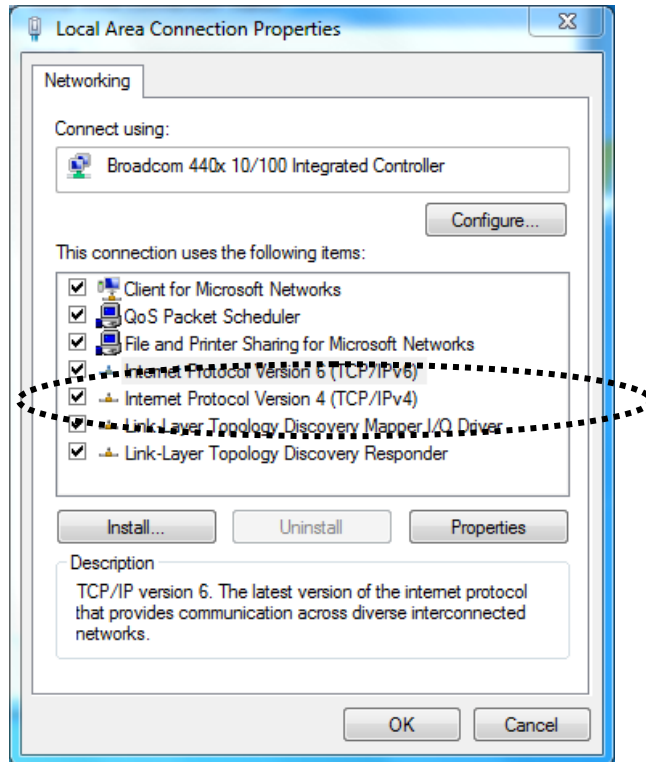 Local Area Connection Properties
Networking
Connect using:
Broadcom 440x 10/100 Integrated Controller
Configure...
This connection uses the following items:
Client for Microsoft Networks
QoS Packet Scheduler
File and Printer Sharing for Microsoft Networks
Internet Protocol Version 6 (TCP/IPv6)
Internet Protocol Version 4 (TCP/IPv4)
Link-Layer Topology Discovery Mapper I/O Driver
Link-Layer Topology Discovery Responder
Install...
Uninstall
Properties
Description
TCP/IP version 6. The latest version of the internet protocol
that provides communication across diverse interconnected
networks.
OK
Cancel